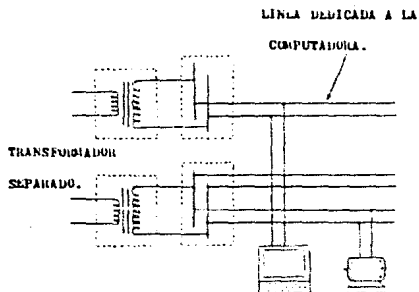 LINEA DEDICADA A LA
COMPUTADORA.
TRANSFORMADOR
SEPARADO.